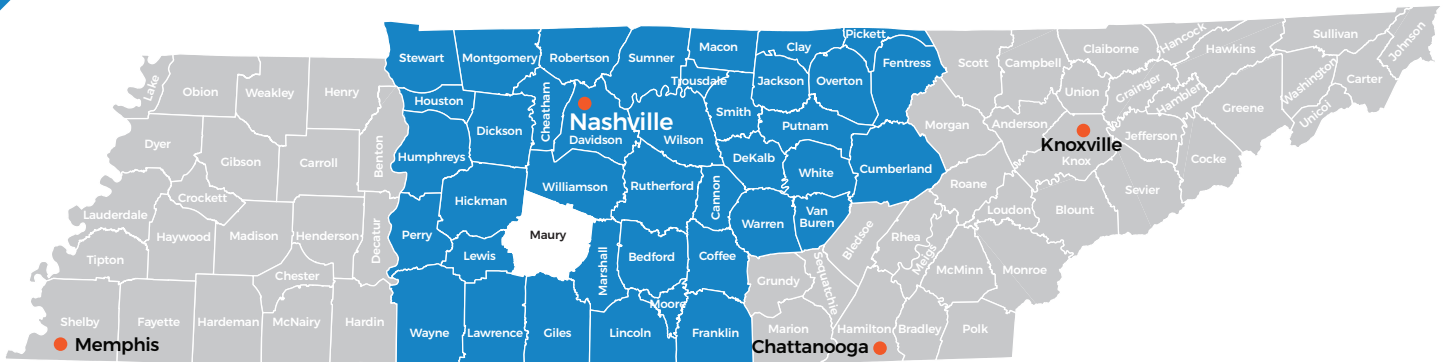 Stewart
Montgomery
Robertson
Sumner
Macon
Clay
Pickett
Fentress
Scott
Campbell
Claiborne
Hancock
Hawkins
Sullivan
Johnson
Lake
Obion
Weakley
Henry
Houston
Dickson
Cheatham
Nashville
Davidson
Wilson
Trousdale
Smith
Jackson
Overton
Putnam
Morgan
Anderson
Union
Grainger
Hamblen
Greene
Washington
Unicoi
Carter
Dyer
Gibson
Carroll
Benton
Humphreys
Williamson
Rutherford
Cannon
DeKalb
White
Cumberland
Roane
Knoxville
Knox
Jefferson
Cocke
Sevier
Blount
Loudon
Lauderdale
Crockett
Haywood
Madison
Henderson
Decatur
Perry
Hickman
Lewis
Maury
Marshall
Bedford
Coffee
Warren
Van
Buren
Bledsoe
Rhea
Meigs
McMinn
Monroe
Tipton
Chester
Grundy
Sequatchie
Shelby
Fayette
Hardeman
McNairy
Hardin
Wayne
Lawrence
Giles
Lincoln
Moore
Franklin
Marion
Hamilton
Bradley
Polk
Memphis
Chattanooga